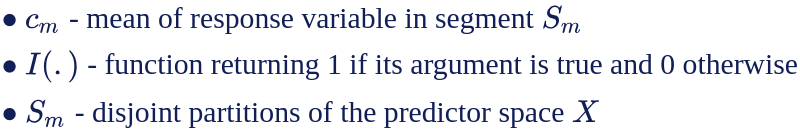 • c_m - mean of response variable in segment S_m
• I(.) - function returning 1 if its argument is true and 0 otherwise
• S_m - disjoint partitions of the predictor space X